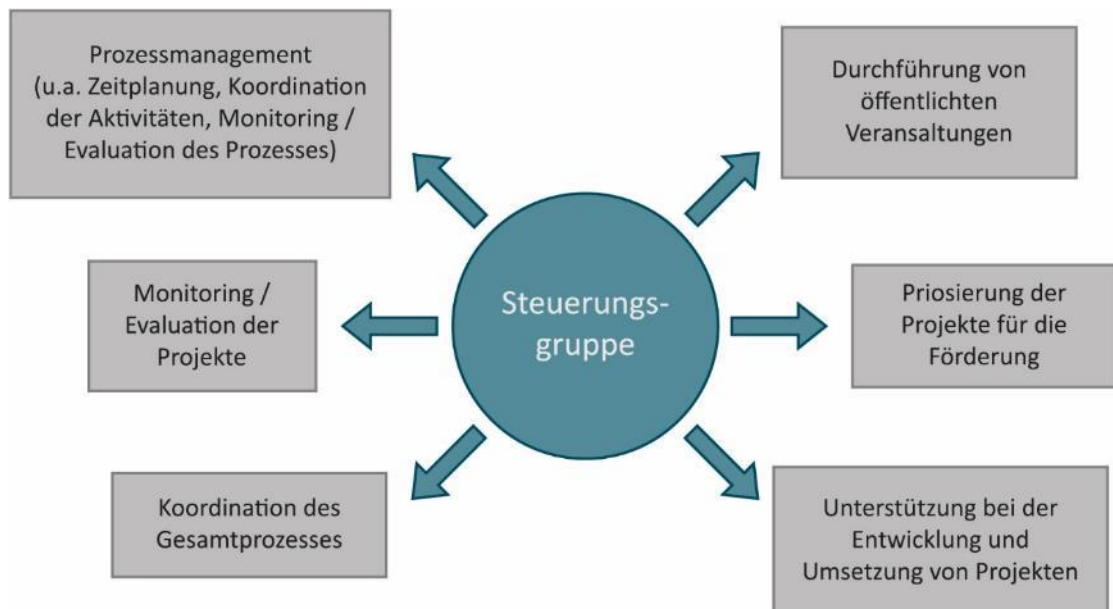 Prozessmanagement
(u.a. Zeitplanung, Koordination
der Aktivitäten, Monitoring /
Evaluation des Prozesses)
Durchführung von
öffentlichten
Veransaltungen
Monitoring /
Evaluation der
Projekte
Steuerungs-
gruppe
Priosierung der
Projekte für die
Förderung
Koordination des
Gesamtprozesses
Unterstützung bei der
Entwicklung und
Umsetzung von Projekten